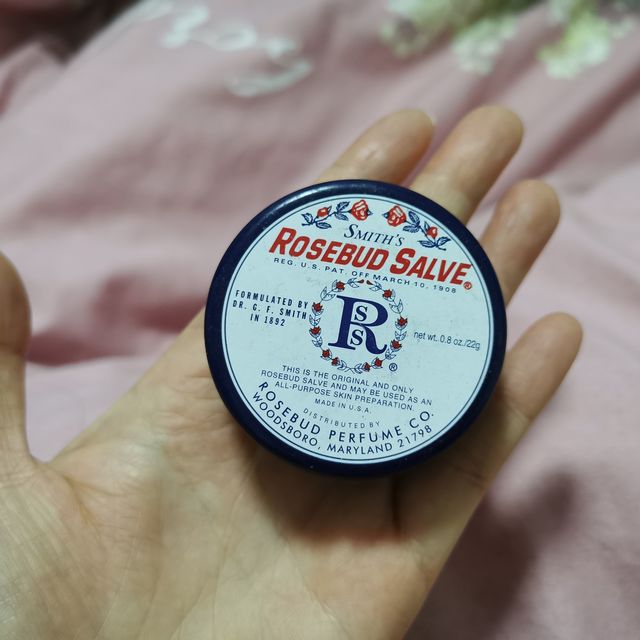 SMITH'S
ROSEBUD SALVE®
REG. U.S. PAT. OFF MARCH 10, 1908
FORMULATED BY
DR. G. F. SMITH
IN 1892
RSS®
net wt. 0.8 oz./22g
THIS IS THE ORIGINAL AND ONLY
ROSEBUD SALVE AND MAY BE USED AS AN
ALL-PURPOSE SKIN PREPARATION.
MADE IN U.S.A.
DISTRIBUTED BY
ROSEBUD PERFUME CO.
WOODSBORO, MARYLAND 21798